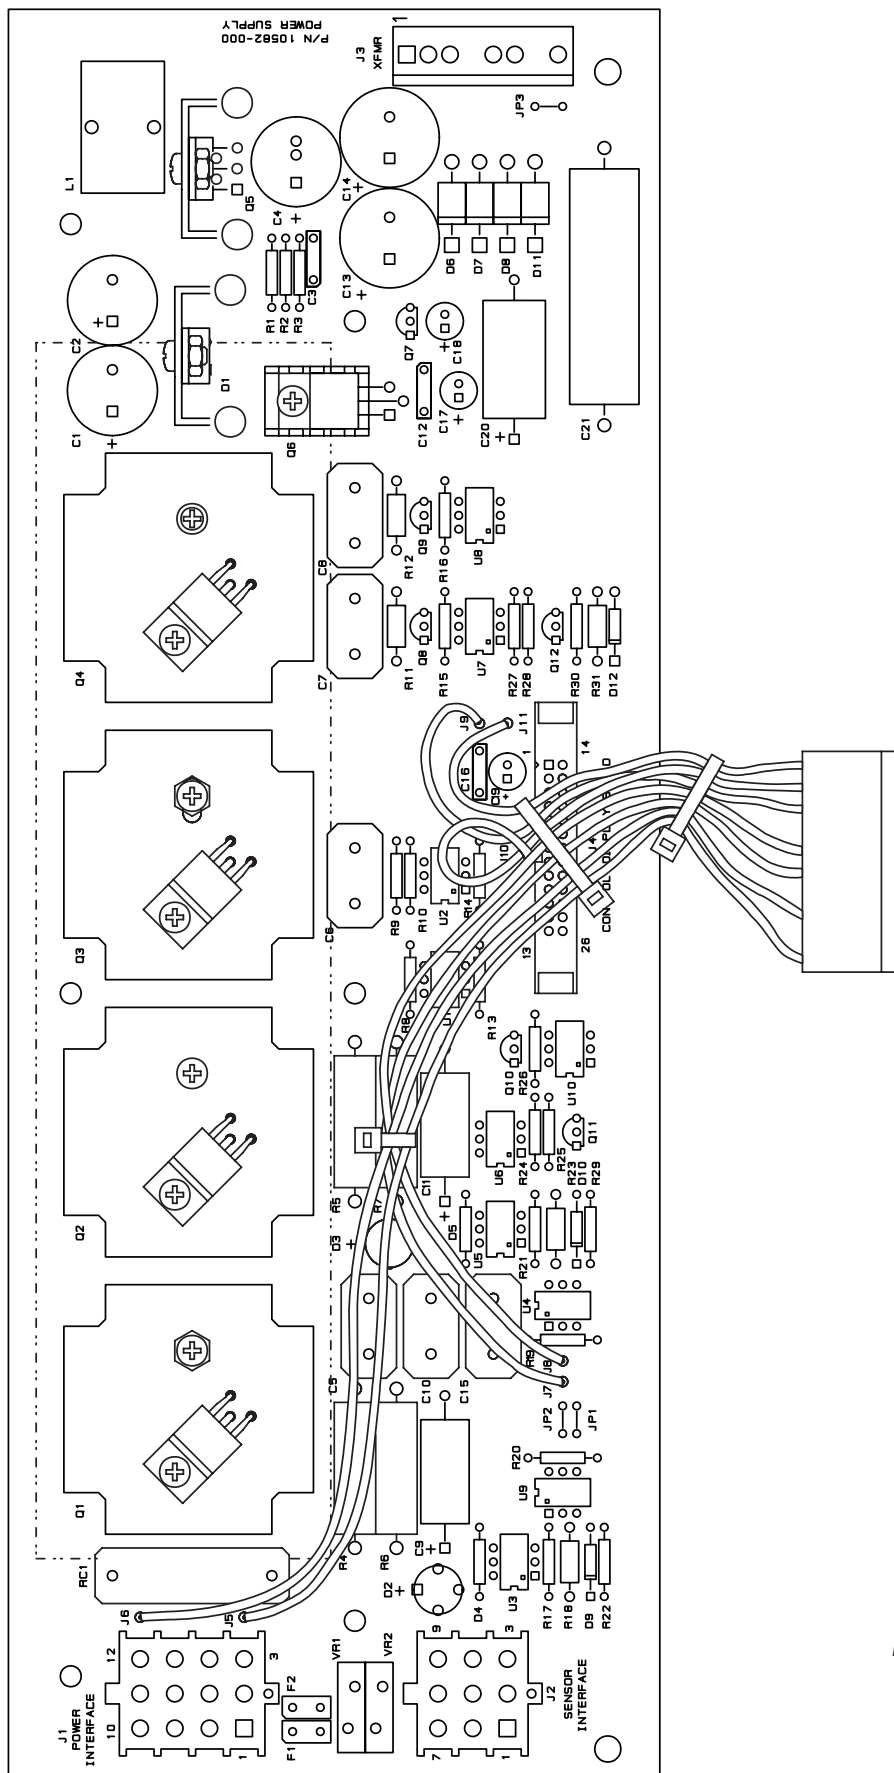 P/N 10582-000
POWER SUPPLY
1
J3
XFMR
JP3
L1
Q5
C4
+
C14
+
C13
+
D6
D7
D8
D11
R1
R2
R3
C3
C2
+
D1
Q7
C18
+
C1
+
Q6
C12
C17
+
C20
+
C21
C8
R12
Q9
R16
U8
Q4
C7
R11
Q8
R15
U7
R27
R28
Q12
R30
R31
D12
J9
J11
1
14
C16
+
J4
J10
Q3
C6
R9
R10
U2
R14
13
26
R8
R13
Q10
R26
U10
Q2
R5
R7
C11
+
U6
R24
R25
Q11
R23
D10
R29
D3
+
D5
U5
R21
U4
R19
J8
J7
C5
C10
C15
JP2
JP1
R20
U9
Q1
R4
R6
C9
+
RC1
D2
+
D4
U3
R17
R18
D9
R22
J6
J5
12
3
F2
VR1
VR2
9
3
J1
POWER
INTERFACE
10
1
F1
7
1
J2
SENSOR
INTERFACE